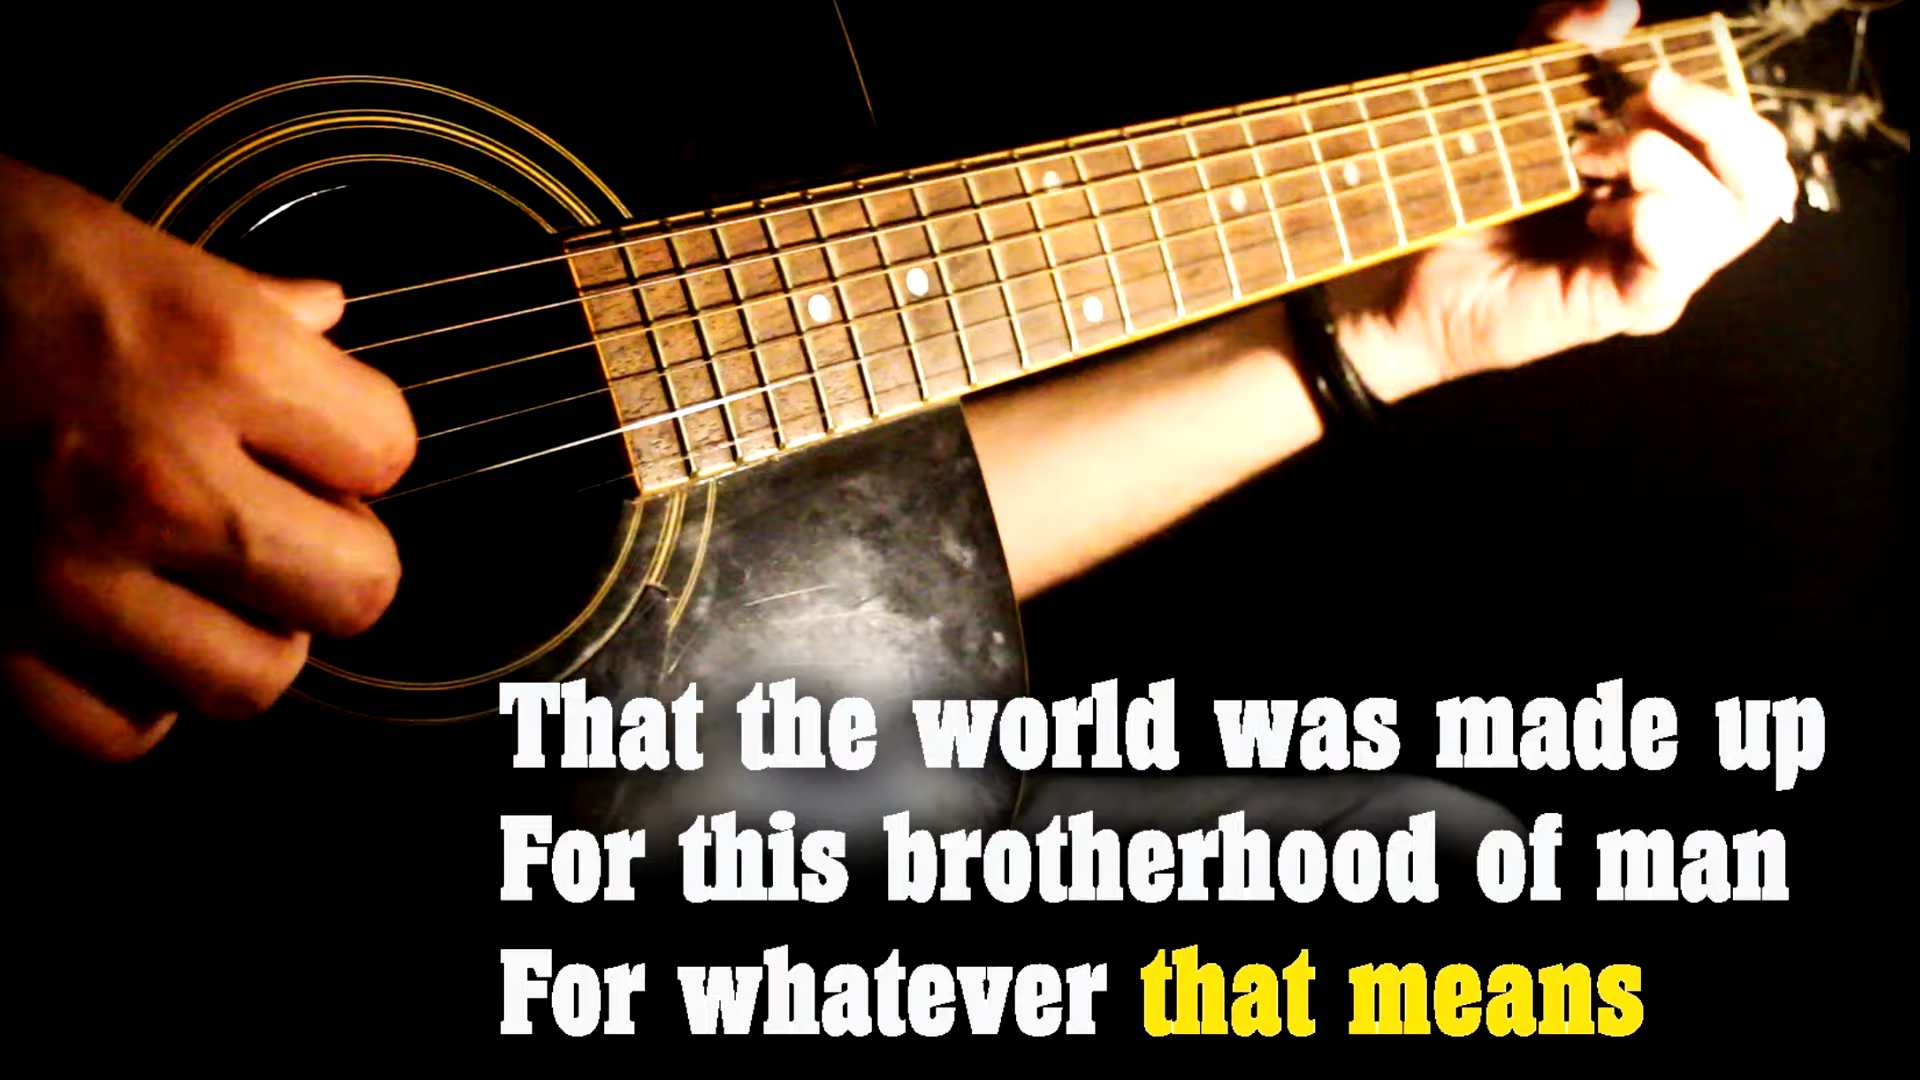 That the world was made up
For this brotherhood of man
For whatever that means